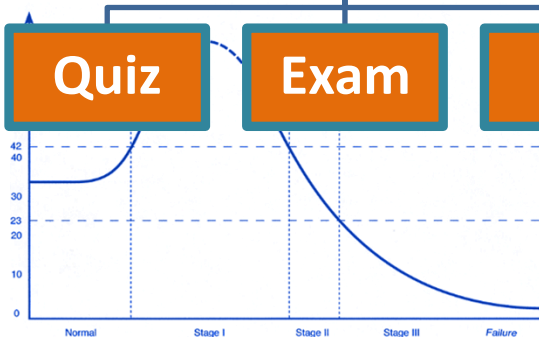 Quiz
Exam
42
40
30
23
20
10
0
Normal
Stage I
Stage II
Stage III
Failure